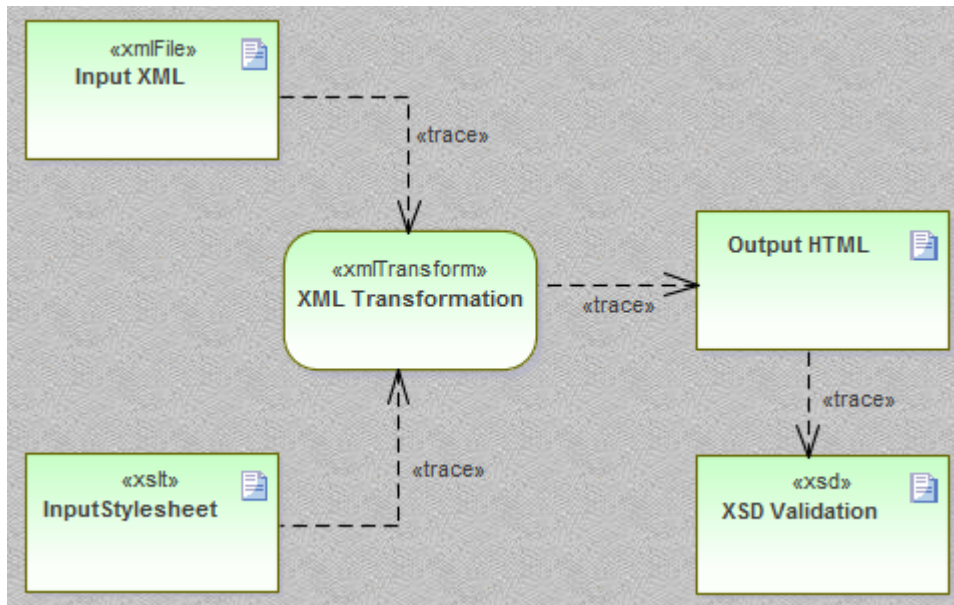 «xmlFile»
Input XML
«trace»
«xmlTransform»
XML Transformation
«trace»
Output HTML
«trace»
«xslt»
InputStylesheet
«trace»
«xsd»
XSD Validation